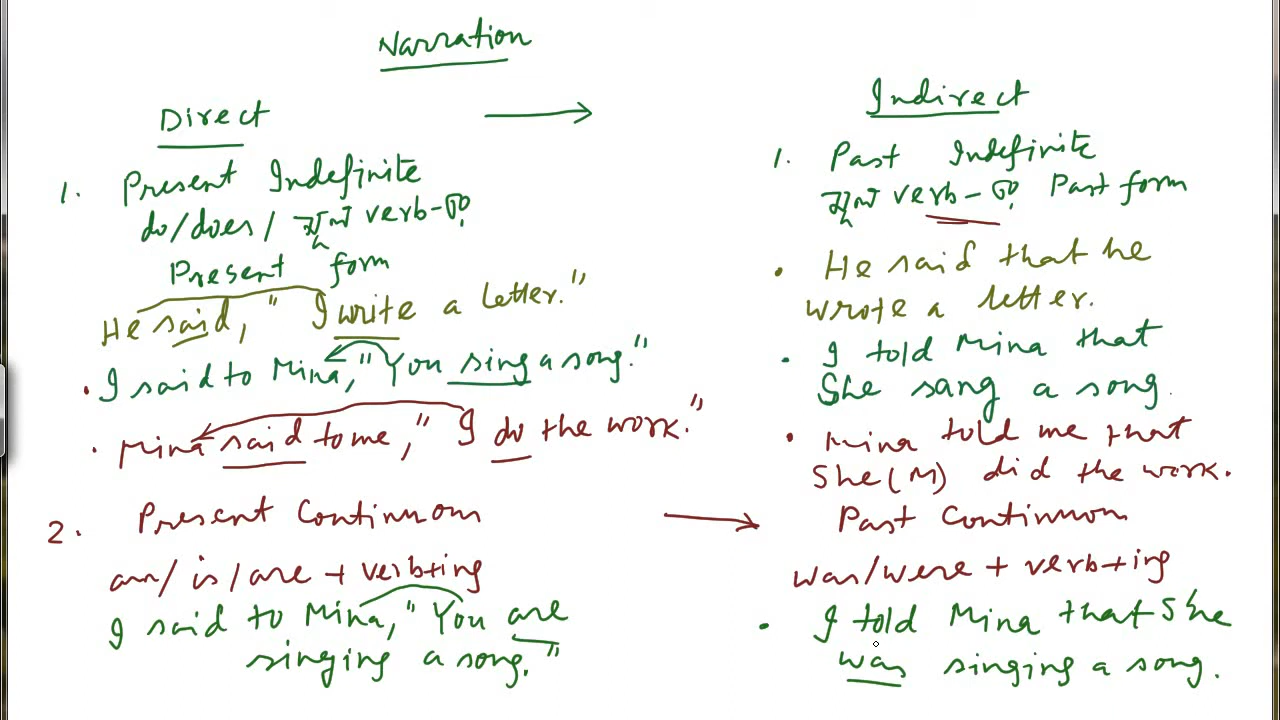 Narration
Direct
1. Present Indefinite
do/does/ মূল verb-এর
Present form
He said, "I write a letter."
• I said to Mina, "You sing a song."
• Mina said to me, "I do the work."
2. Present Continuous
am/is/are + verb+ing
I said to Mina, "You are
singing a song."
Indirect
1. Past Indefinite
মূল verb-এর Past form
• He said that he
wrote a letter.
• I told Mina that
She sang a song.
• Mina told me that
She (M) did the work.
Past Continuous
was/were + verb+ing
• I told Mina that She
was singing a song.